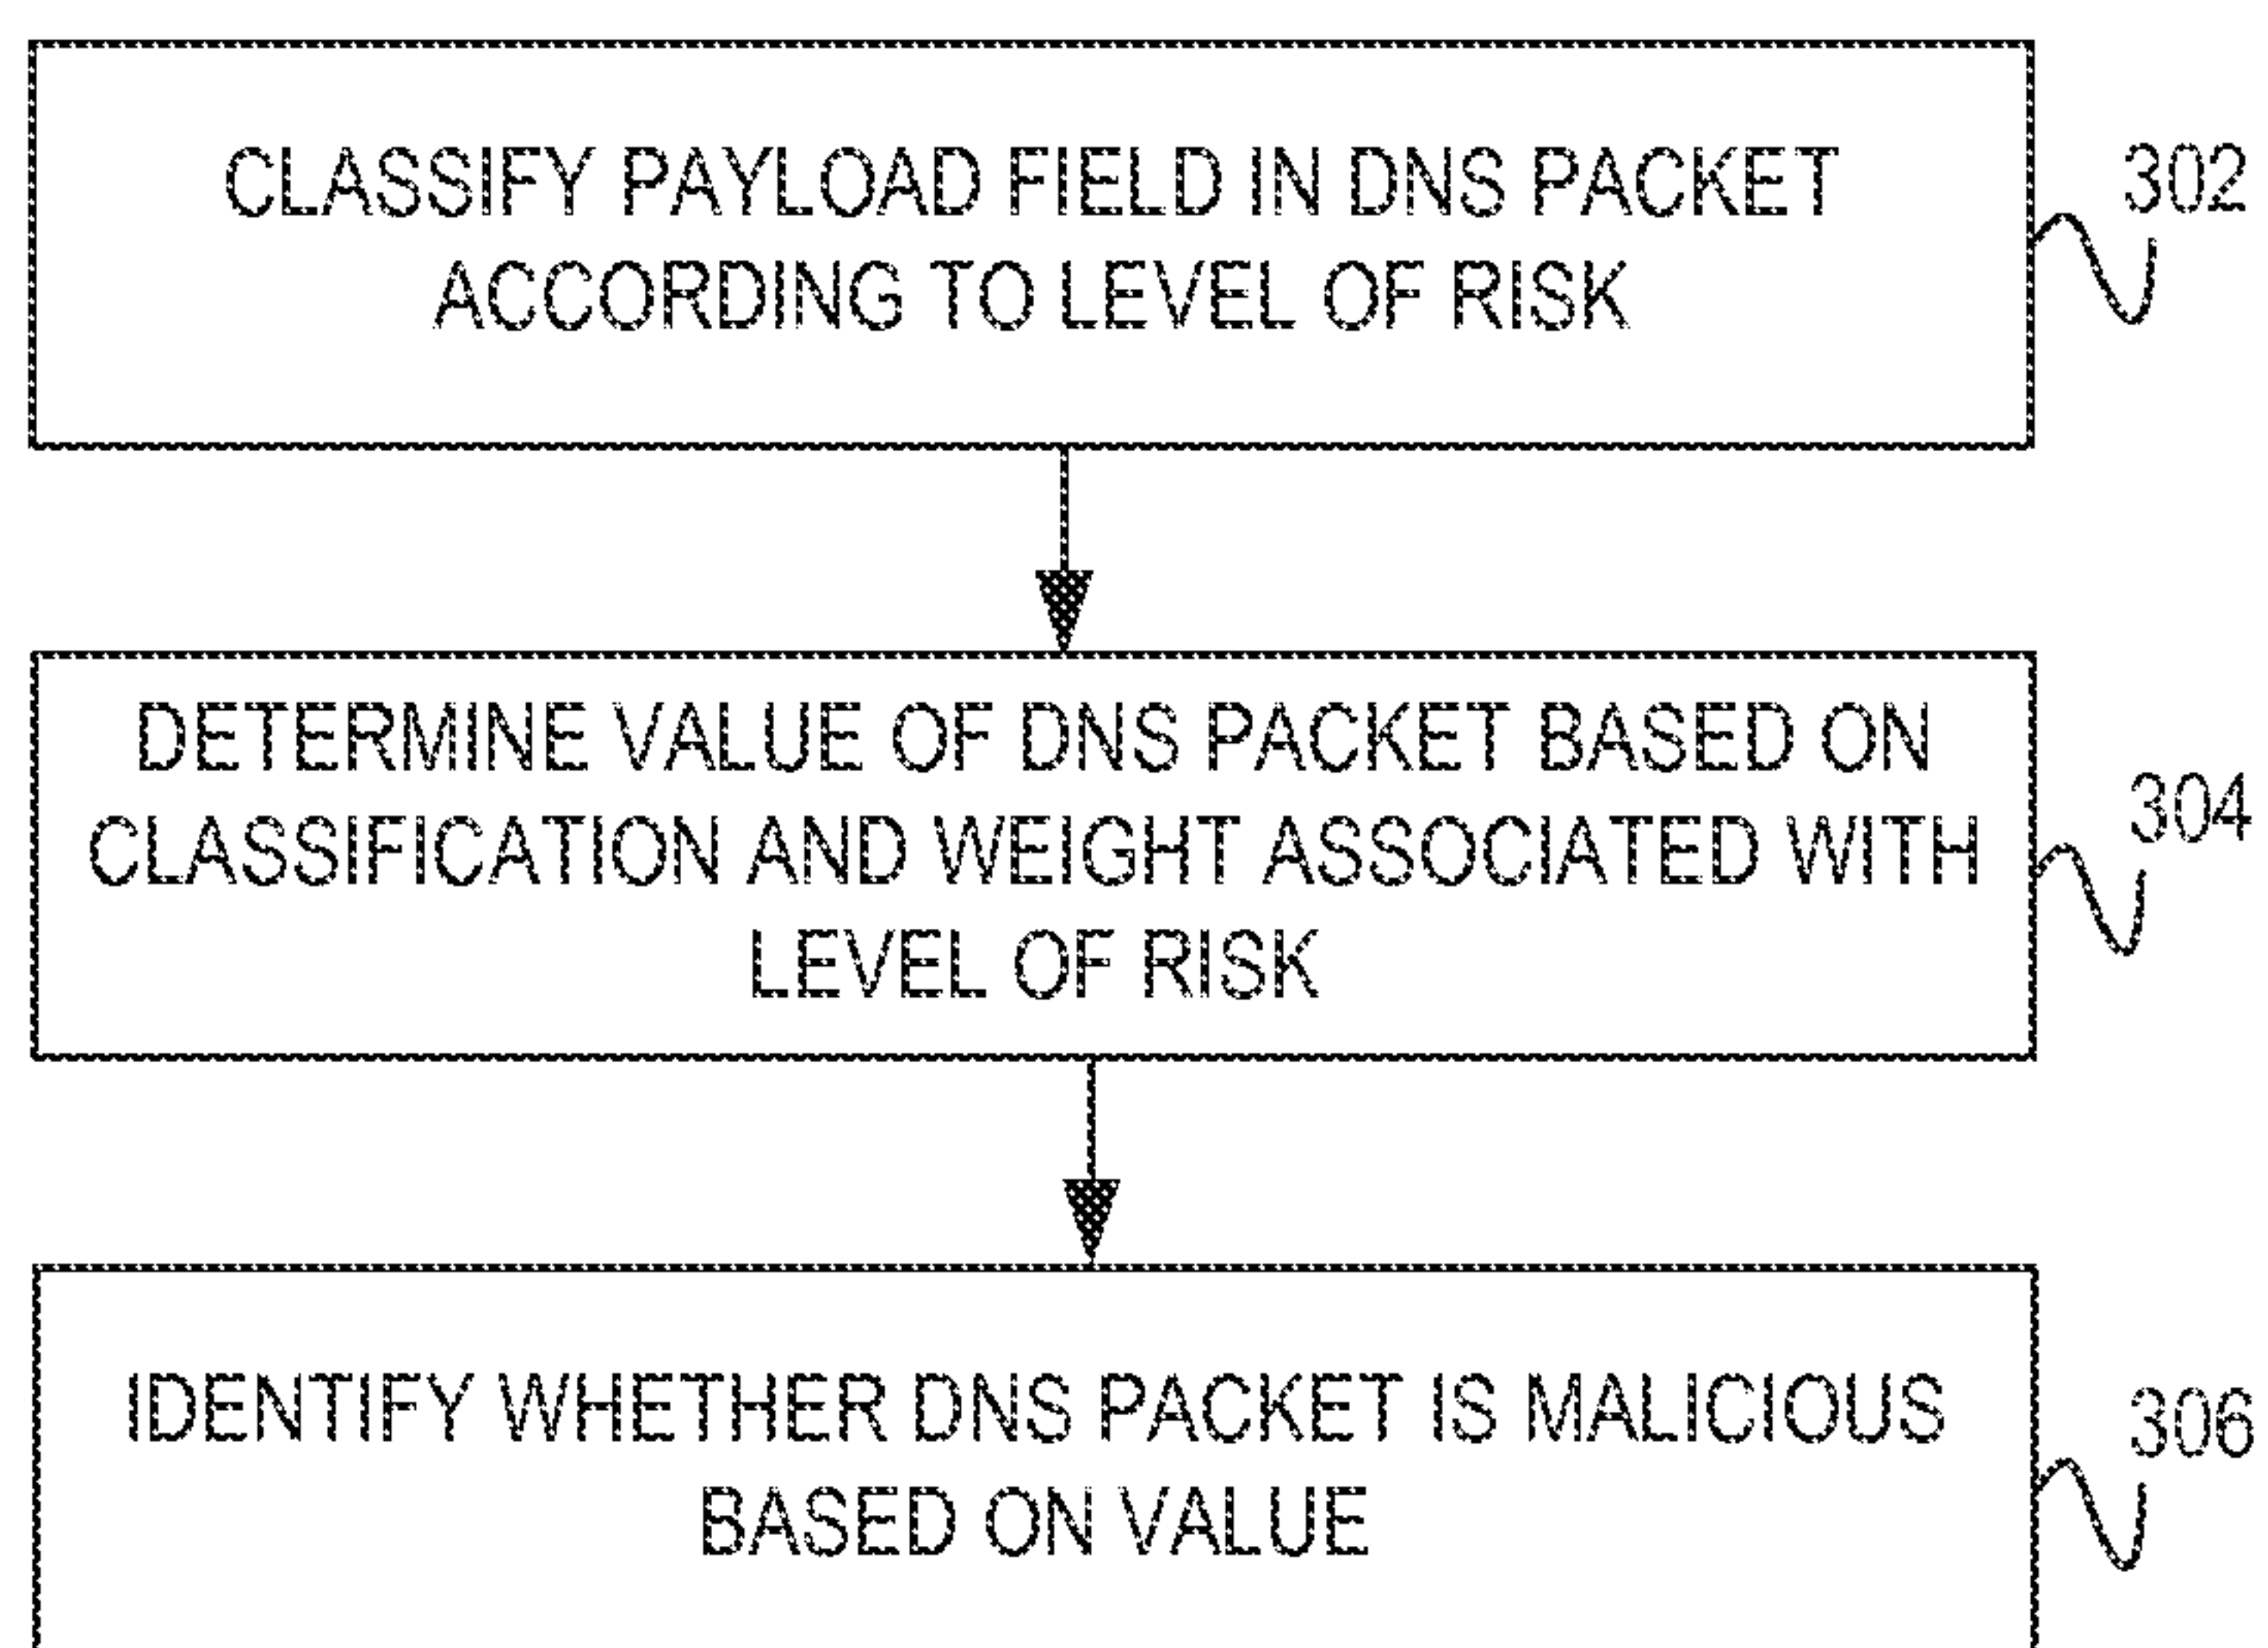 CLASSIFY PAYLOAD FIELD IN DNS PACKET
ACCORDING TO LEVEL OF RISK
302
DETERMINE VALUE OF DNS PACKET BASED ON
CLASSIFICATION AND WEIGHT ASSOCIATED WITH
LEVEL OF RISK
304
IDENTIFY WHETHER DNS PACKET IS MALICIOUS
BASED ON VALUE
306